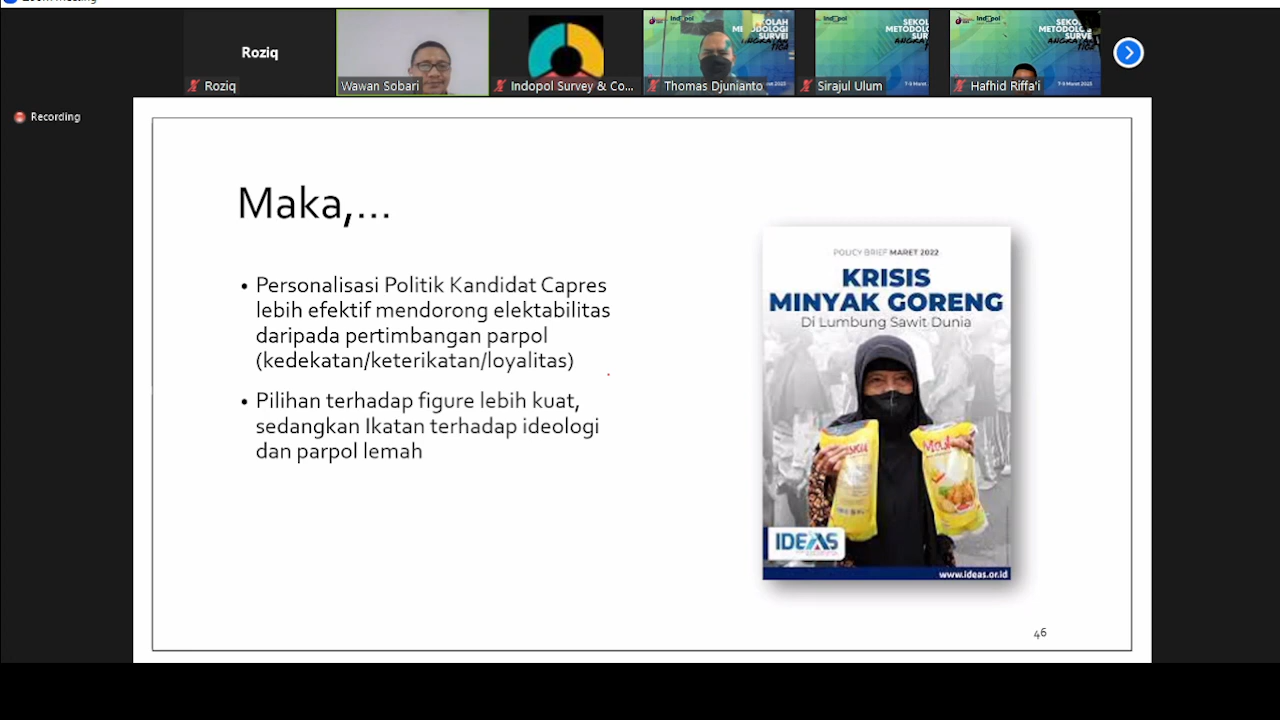 Zoom Meeting
Roziq
Roziq
Wawan Sobari
Indopol Survey & Co...
Thomas Djunianto
Sirajul Ulum
Hafhid Riffa'i
Recording
Maka,...
• Personalisasi Politik Kandidat Capres
lebih efektif mendorong elektabilitas
daripada pertimbangan parpol
(kedekatan/keterikatan/loyalitas)
• Pilihan terhadap figure lebih kuat,
sedangkan Ikatan terhadap ideologi
dan parpol lemah
POLICY BRIEF MARET 2022
KRISIS
MINYAK GORENG
Di Lumbung Sawit Dunia
IDEAS
www.ideas.or.id
46